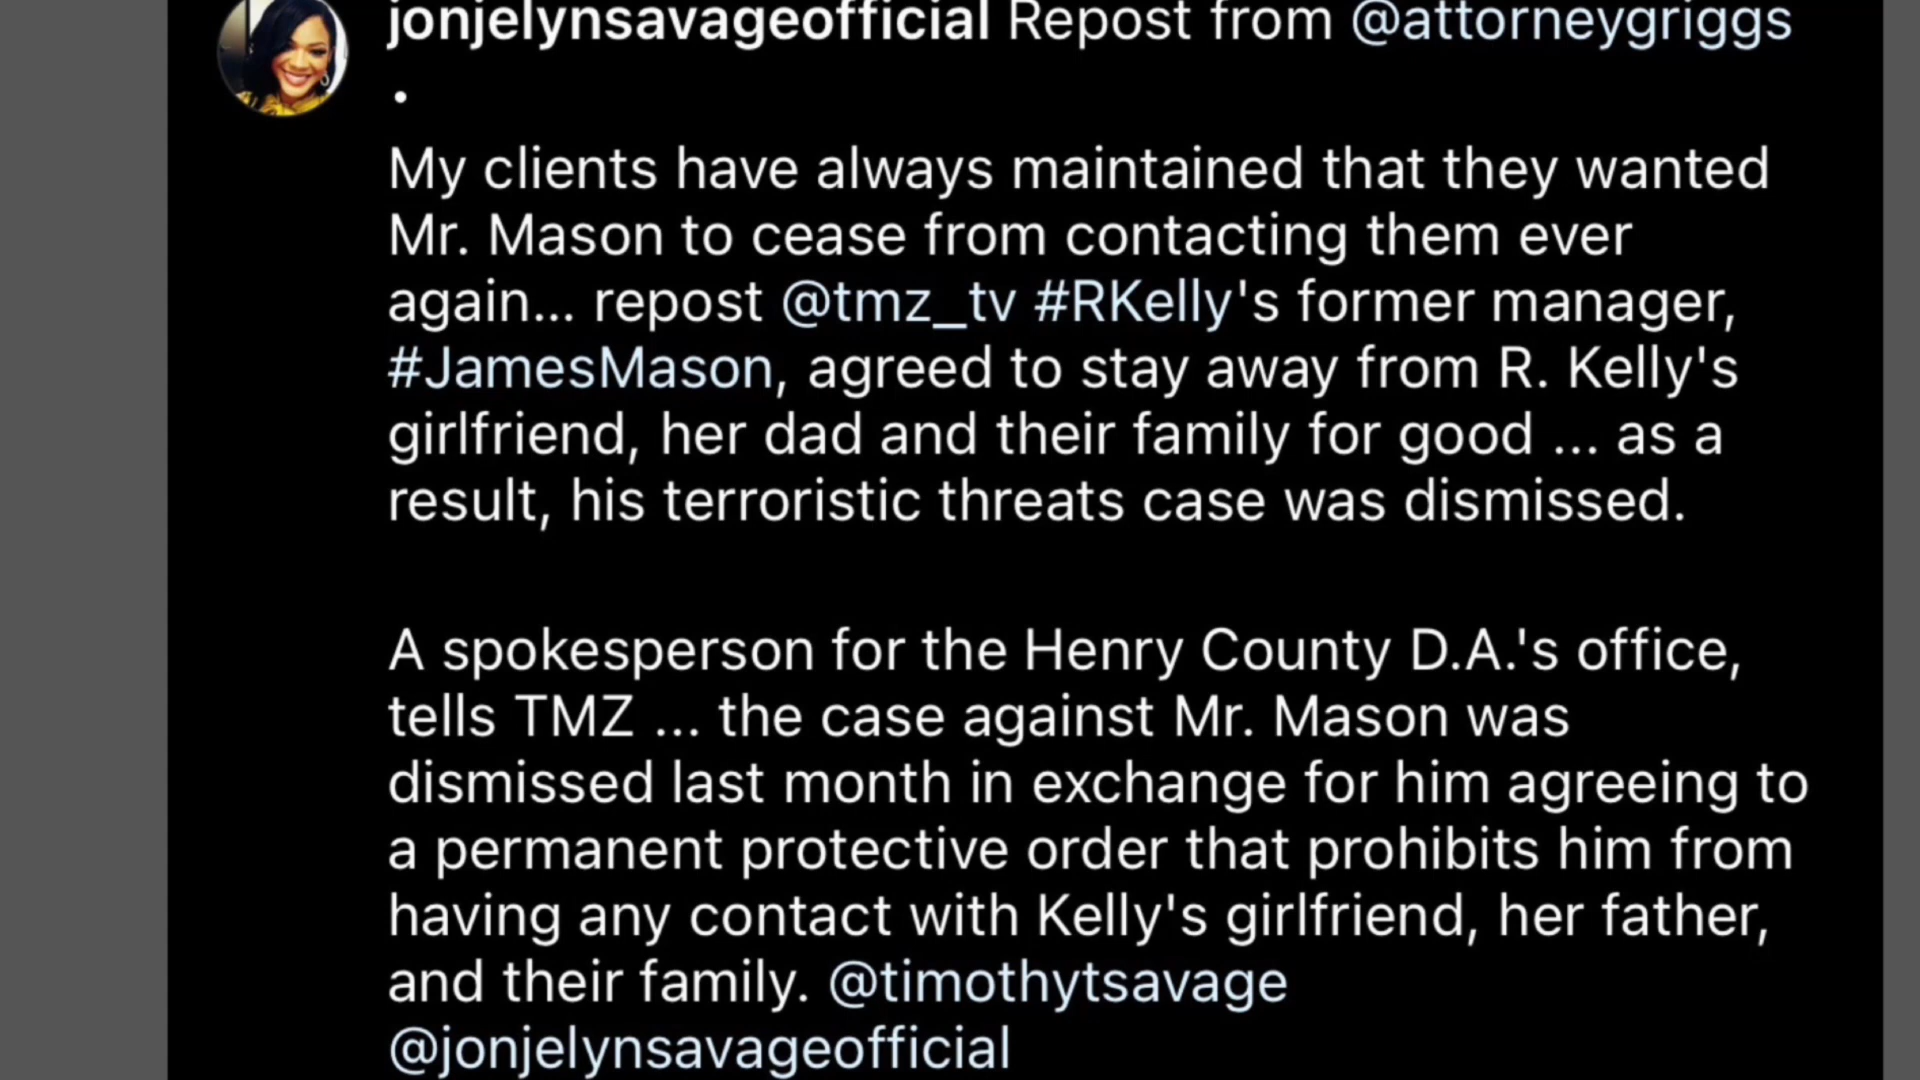 jonjelynsavageofficial Repost from @attorneygriggs
.
My clients have always maintained that they wanted
Mr. Mason to cease from contacting them ever
again... repost @tmz_tv #RKelly's former manager,
#JamesMason, agreed to stay away from R. Kelly's
girlfriend, her dad and their family for good ... as a
result, his terroristic threats case was dismissed.
A spokesperson for the Henry County D.A.'s office,
tells TMZ ... the case against Mr. Mason was
dismissed last month in exchange for him agreeing to
a permanent protective order that prohibits him from
having any contact with Kelly's girlfriend, her father,
and their family. @timothytsavage
@jonjelynsavageofficial